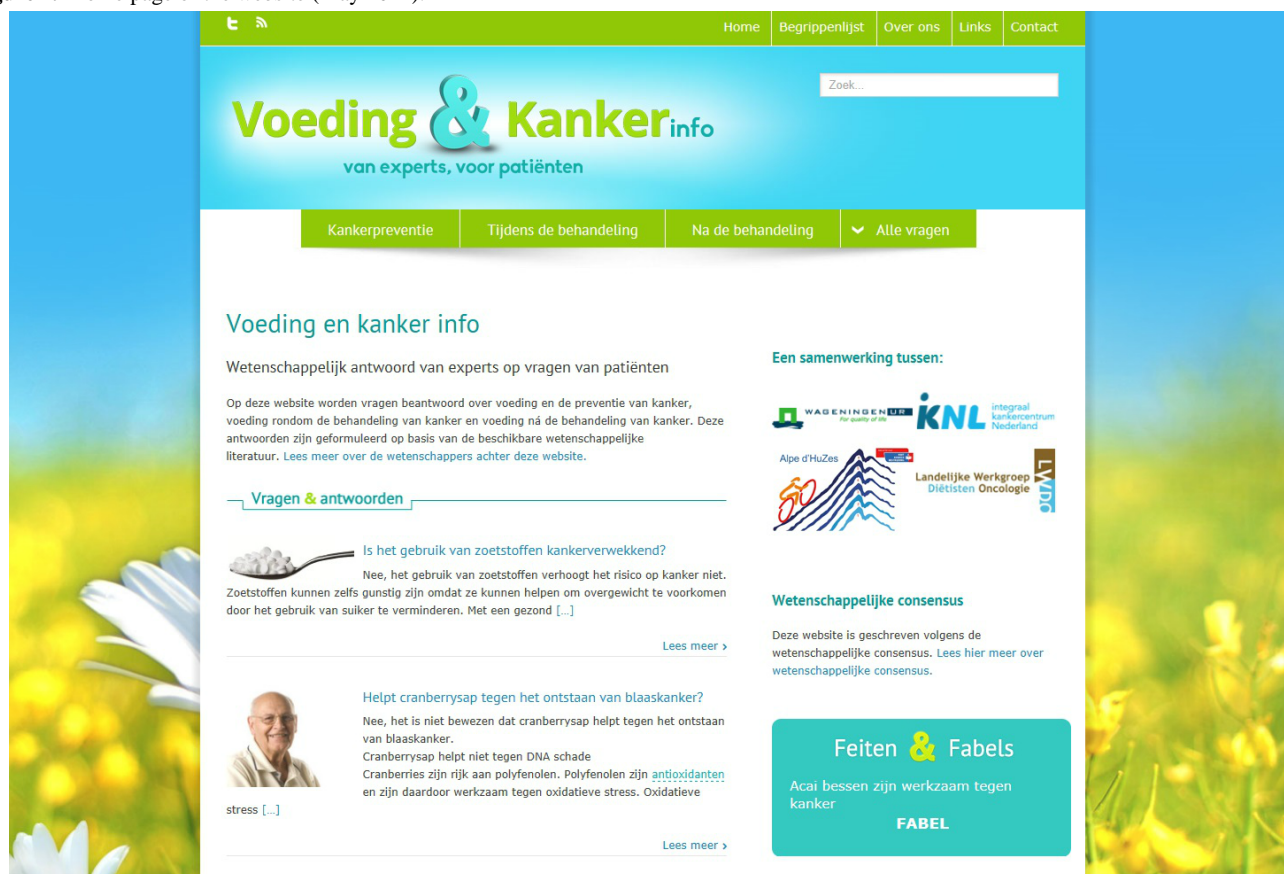 Home Begrippenlijst Over ons Links Contact
Zoek...
Voeding & Kanker info
van experts, voor patiënten
Kankerpreventie Tijdens de behandeling Na de behandeling Alle vragen
Voeding en kanker info
Wetenschappelijk antwoord van experts op vragen van patiënten
Op deze website worden vragen beantwoord over voeding en de preventie van kanker,
voeding rondom de behandeling van kanker en voeding ná de behandeling van kanker. Deze
antwoorden zijn geformuleerd op basis van de beschikbare wetenschappelijke
literatuur. Lees meer over de wetenschappers achter deze website.
Vragen & antwoorden
Is het gebruik van zoetstoffen kankerverwekkend?
Nee, het gebruik van zoetstoffen verhoogt het risico op kanker niet.
Zoetstoffen kunnen zelfs gunstig zijn omdat ze kunnen helpen om overgewicht te voorkomen
door het gebruik van suiker te verminderen. Met een gezond [...]
Lees meer ›
Helpt cranberrysap tegen het ontstaan van blaaskanker?
Nee, het is niet bewezen dat cranberrysap helpt tegen het ontstaan
van blaaskanker.
Cranberrysap helpt niet tegen DNA schade
Cranberries zijn rijk aan polyfenolen. Polyfenolen zijn antioxidanten
en zijn daardoor werkzaam tegen oxidatieve stress. Oxidatieve
stress [...]
Lees meer ›
Een samenwerking tussen:
WAGENINGEN UR
For quality of life
iKNL integraal
kankercentrum
Nederland
Alpe d'HuZes
Landelijke Werkgroep
Diëtisten Oncologie
LWDO
Wetenschappelijke consensus
Deze website is geschreven volgens de
wetenschappelijke consensus. Lees hier meer over
wetenschappelijke consensus.
Feiten & Fabels
Acai bessen zijn werkzaam tegen
kanker
FABEL